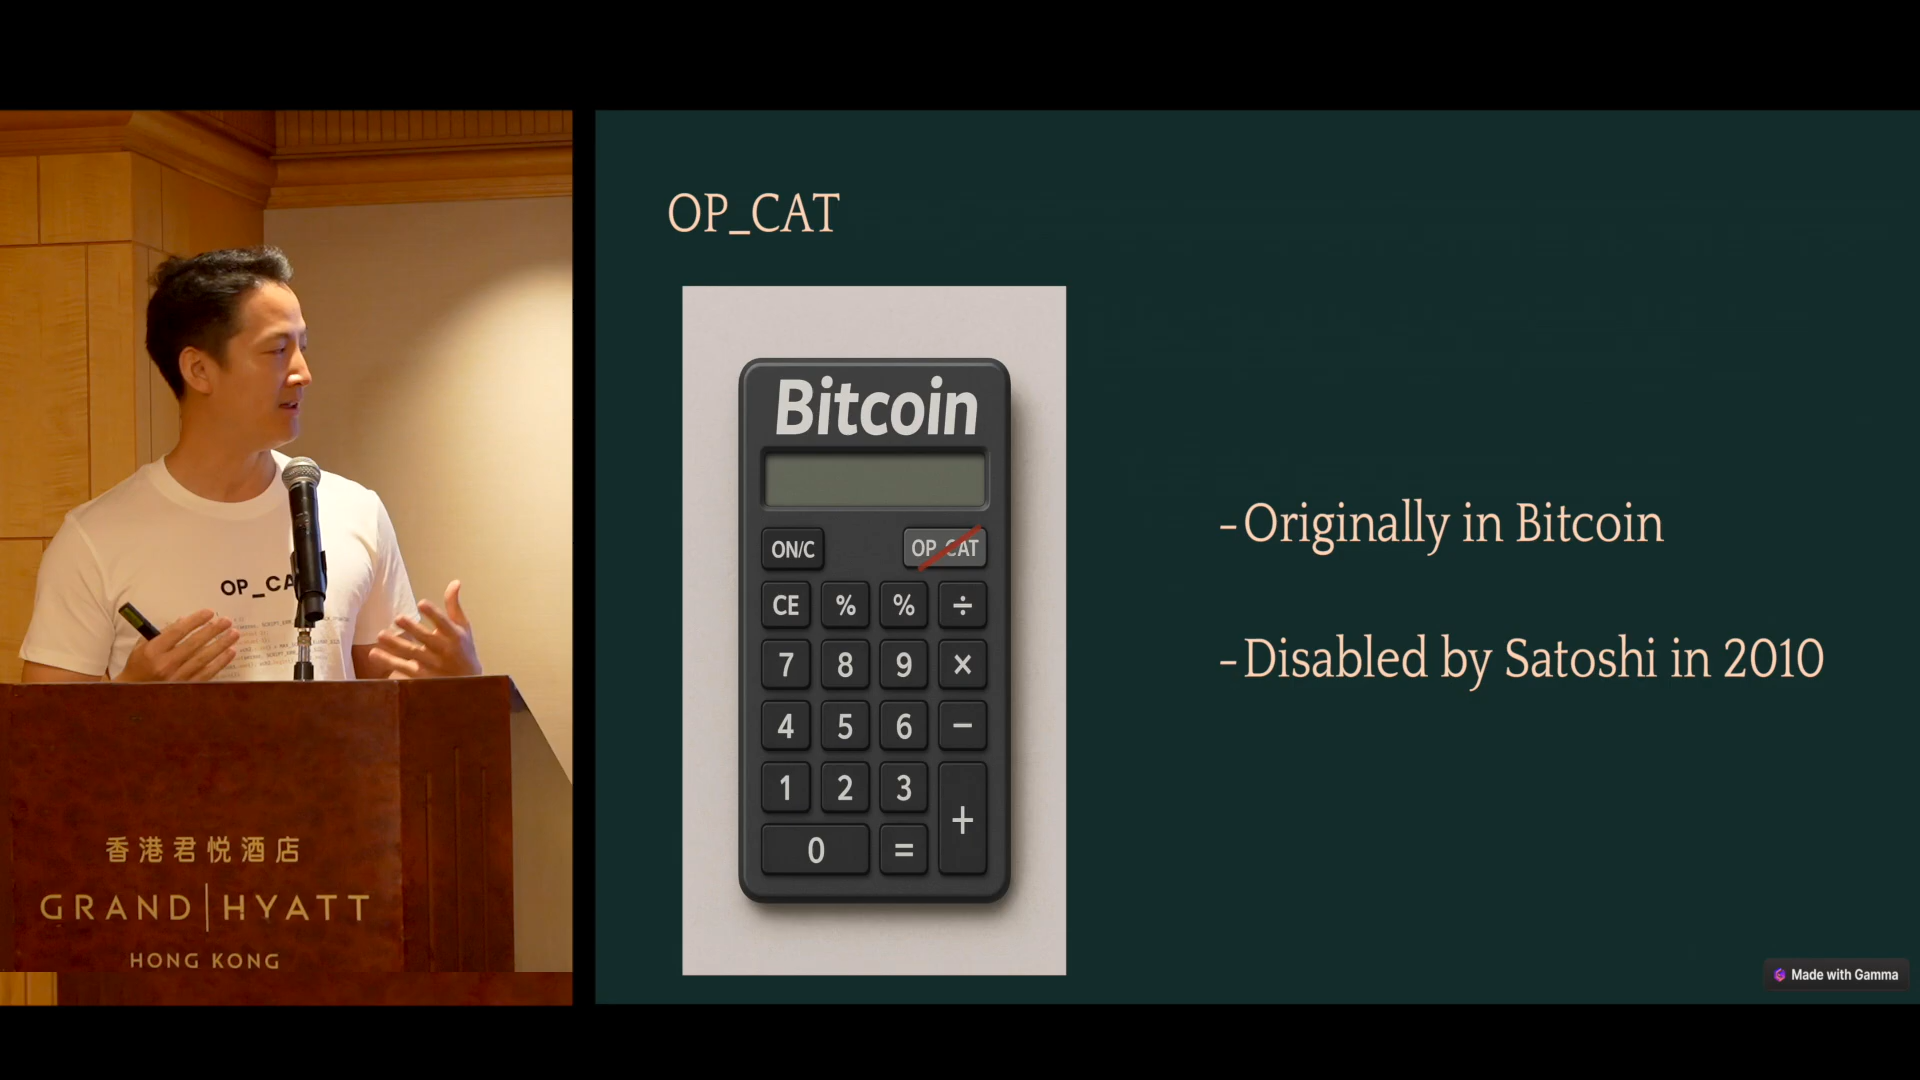 OP_CAT
Bitcoin
ON/C OP_CAT
CE % % ÷
7 8 9 ×
4 5 6 −
1 2 3 +
0 =
-Originally in Bitcoin
-Disabled by Satoshi in 2010
Made with Gamma
OP_CA
香港君悦酒店
GRAND HYATT
HONG KONG